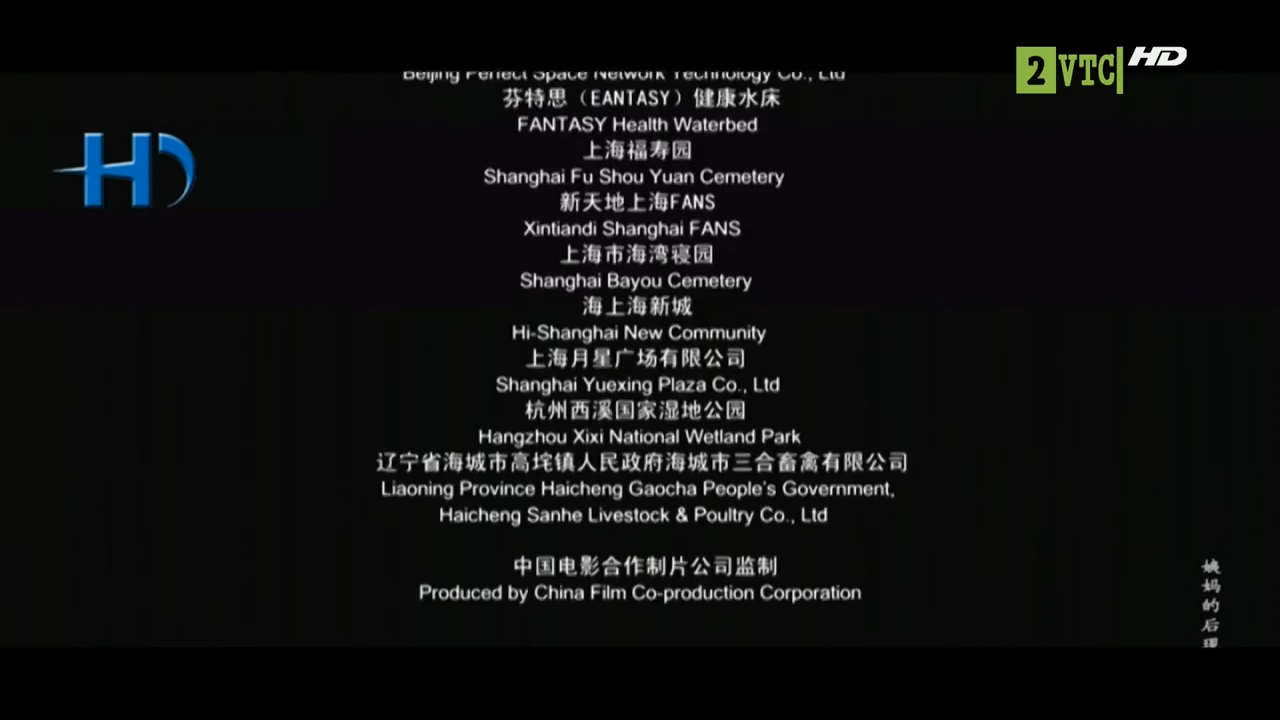 2 VTC HD
HD
Beijing Perfect Space Network Technology Co., Ltd
芬特思（EANTASY）健康水床
FANTASY Health Waterbed
上海福寿园
Shanghai Fu Shou Yuan Cemetery
新天地上海FANS
Xintiandi Shanghai FANS
上海市海湾寝园
Shanghai Bayou Cemetery
海上海新城
Hi-Shanghai New Community
上海月星广场有限公司
Shanghai Yuexing Plaza Co., Ltd
杭州西溪国家湿地公园
Hangzhou Xixi National Wetland Park
辽宁省海城市高垞镇人民政府海城市三合畜禽有限公司
Liaoning Province Haicheng Gaocha People's Government,
Haicheng Sanhe Livestock & Poultry Co., Ltd
中国电影合作制片公司监制
Produced by China Film Co-production Corporation
姨妈的后现